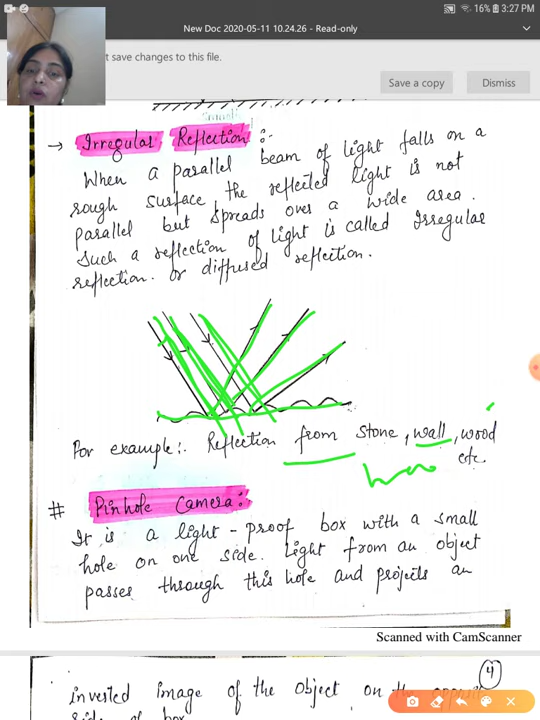 16% 3:27 PM
New Doc 2020-05-11 10.24.26 - Read-only
t save changes to this file.
Save a copy
Dismiss
→ Irregular Reflection :-
When a parallel beam of light falls on a
rough surface the reflected light is not
parallel but spreads over a wide area.
Such a reflection of light is called Irregular
reflection. or diffused reflection.
For example:. Reflection from stone, wall, wood
etc.
# Pinhole Camera:-
It is a light - proof box with a small
hole on one side. Light from an object
passes through this hole and projects an
Scanned with CamScanner
4
inverted image of the object on the
side of box